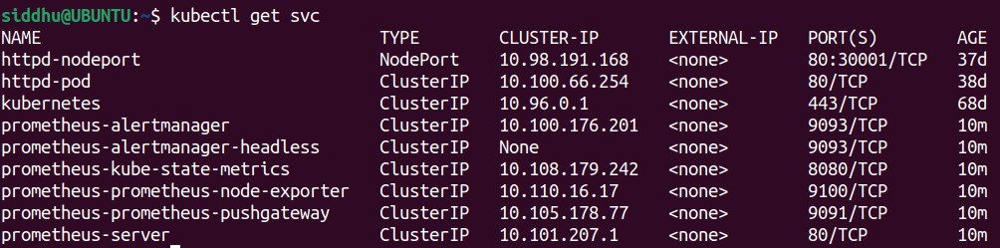 siddhu@UBUNTU:~$ kubectl get svc
NAME TYPE CLUSTER-IP EXTERNAL-IP PORT(S) AGE
httpd-nodeport NodePort 10.98.191.168 <none> 80:30001/TCP 37d
httpd-pod ClusterIP 10.100.66.254 <none> 80/TCP 38d
kubernetes ClusterIP 10.96.0.1 <none> 443/TCP 68d
prometheus-alertmanager ClusterIP 10.100.176.201 <none> 9093/TCP 10m
prometheus-alertmanager-headless ClusterIP None <none> 9093/TCP 10m
prometheus-kube-state-metrics ClusterIP 10.108.179.242 <none> 8080/TCP 10m
prometheus-prometheus-node-exporter ClusterIP 10.110.16.17 <none> 9100/TCP 10m
prometheus-prometheus-pushgateway ClusterIP 10.105.178.77 <none> 9091/TCP 10m
prometheus-server ClusterIP 10.101.207.1 <none> 80/TCP 10m